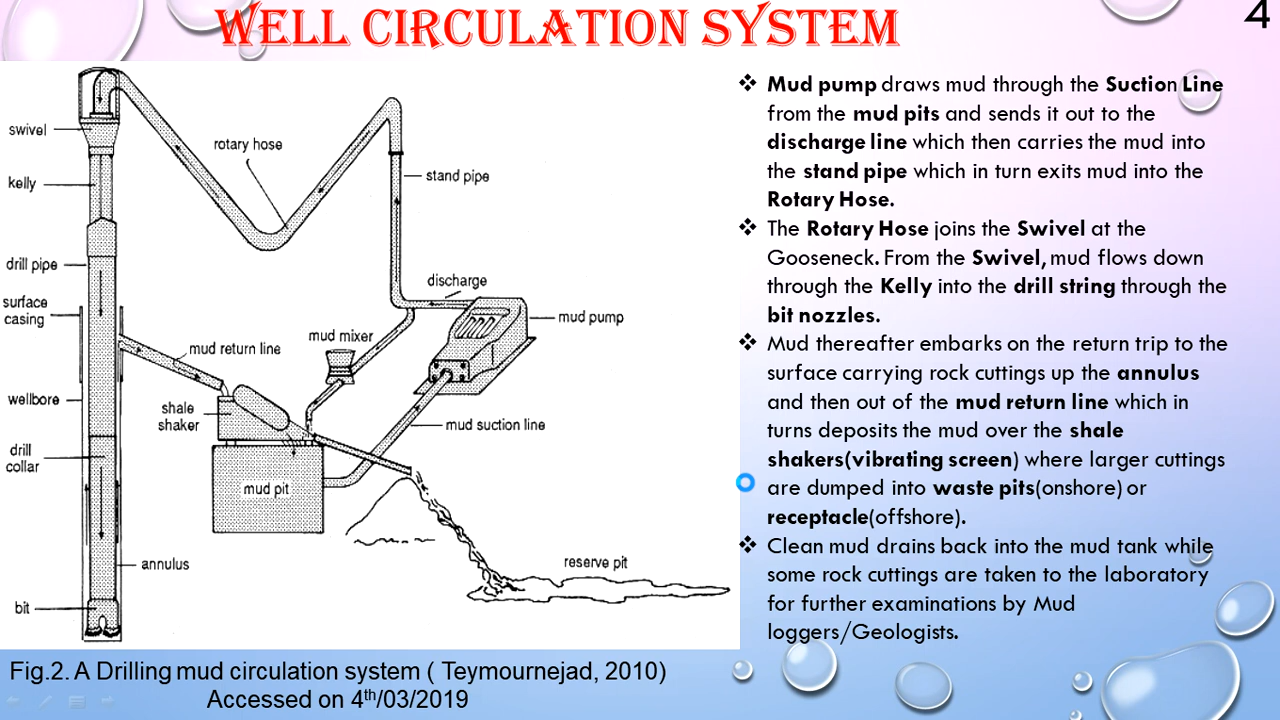 WELL CIRCULATION SYSTEM
4
swivel
rotary hose
kelly
stand pipe
drill pipe
discharge
surface
casing
mud pump
mud mixer
mud return line
wellbore
shale
shaker
mud suction line
drill
collar
mud pit
annulus
reserve pit
bit
Fig.2. A Drilling mud circulation system ( Teymournejad, 2010)
Accessed on 4th/03/2019
❖ Mud pump draws mud through the Suction Line
from the mud pits and sends it out to the
discharge line which then carries the mud into
the stand pipe which in turn exits mud into the
Rotary Hose.
❖ The Rotary Hose joins the Swivel at the
Gooseneck. From the Swivel, mud flows down
through the Kelly into the drill string through the
bit nozzles.
❖ Mud thereafter embarks on the return trip to the
surface carrying rock cuttings up the annulus
and then out of the mud return line which in
turns deposits the mud over the shale
shakers(vibrating screen) where larger cuttings
are dumped into waste pits(onshore) or
receptacle(offshore).
❖ Clean mud drains back into the mud tank while
some rock cuttings are taken to the laboratory
for further examinations by Mud
loggers/Geologists.